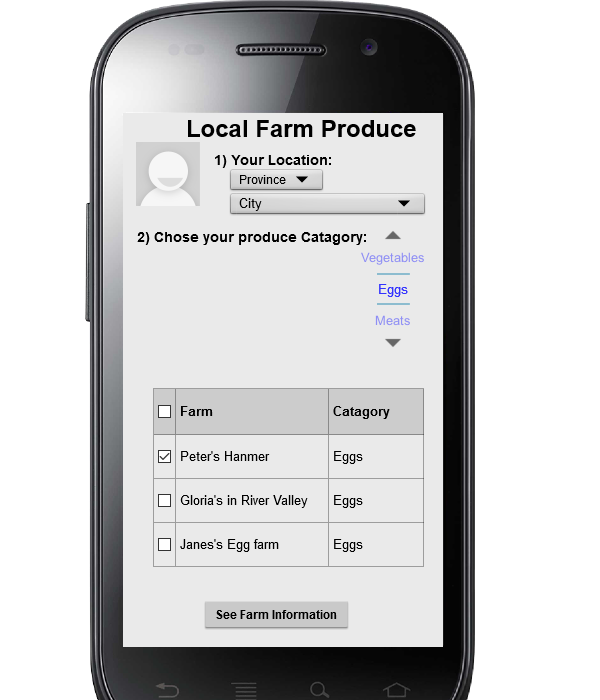 Local Farm Produce
1) Your Location:
Province
City
2) Chose your produce Catagory:
Vegetables
Eggs
Meats
Farm Catagory
Peter's Hanmer Eggs
Gloria's in River Valley Eggs
Janes's Egg farm Eggs
See Farm Information